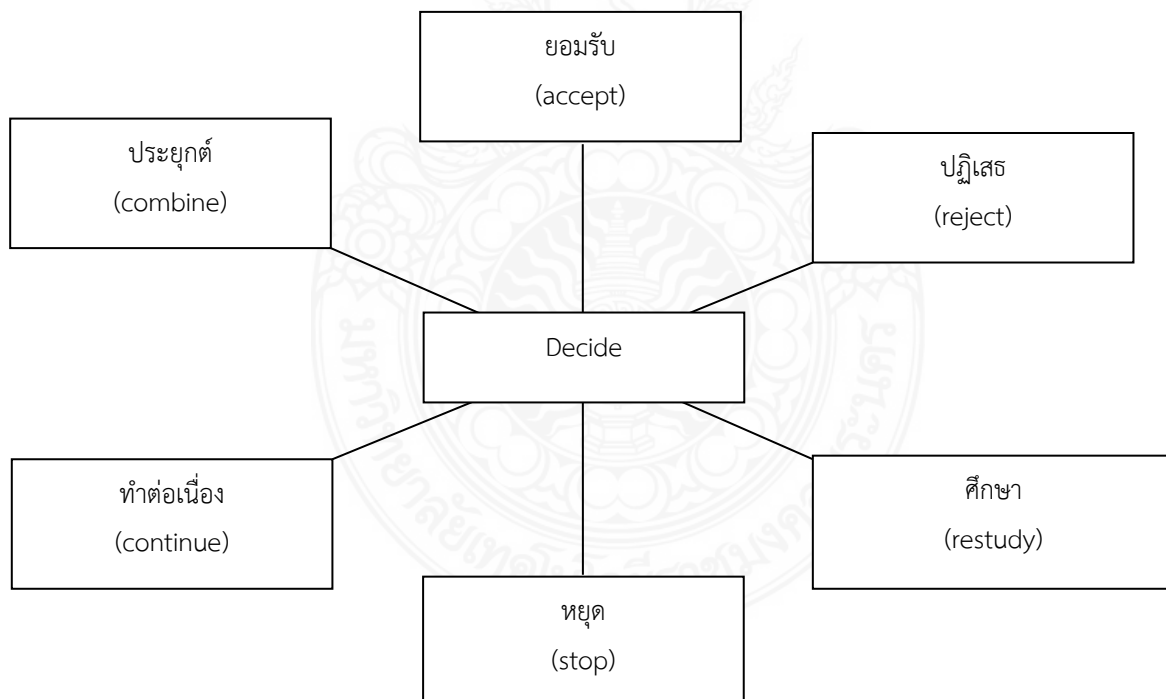 ยอมรับ
(accept)
ประยุกต์
(combine)
ปฏิเสธ
(reject)
Decide
ทำต่อเนื่อง
(continue)
ศึกษา
(restudy)
หยุด
(stop)